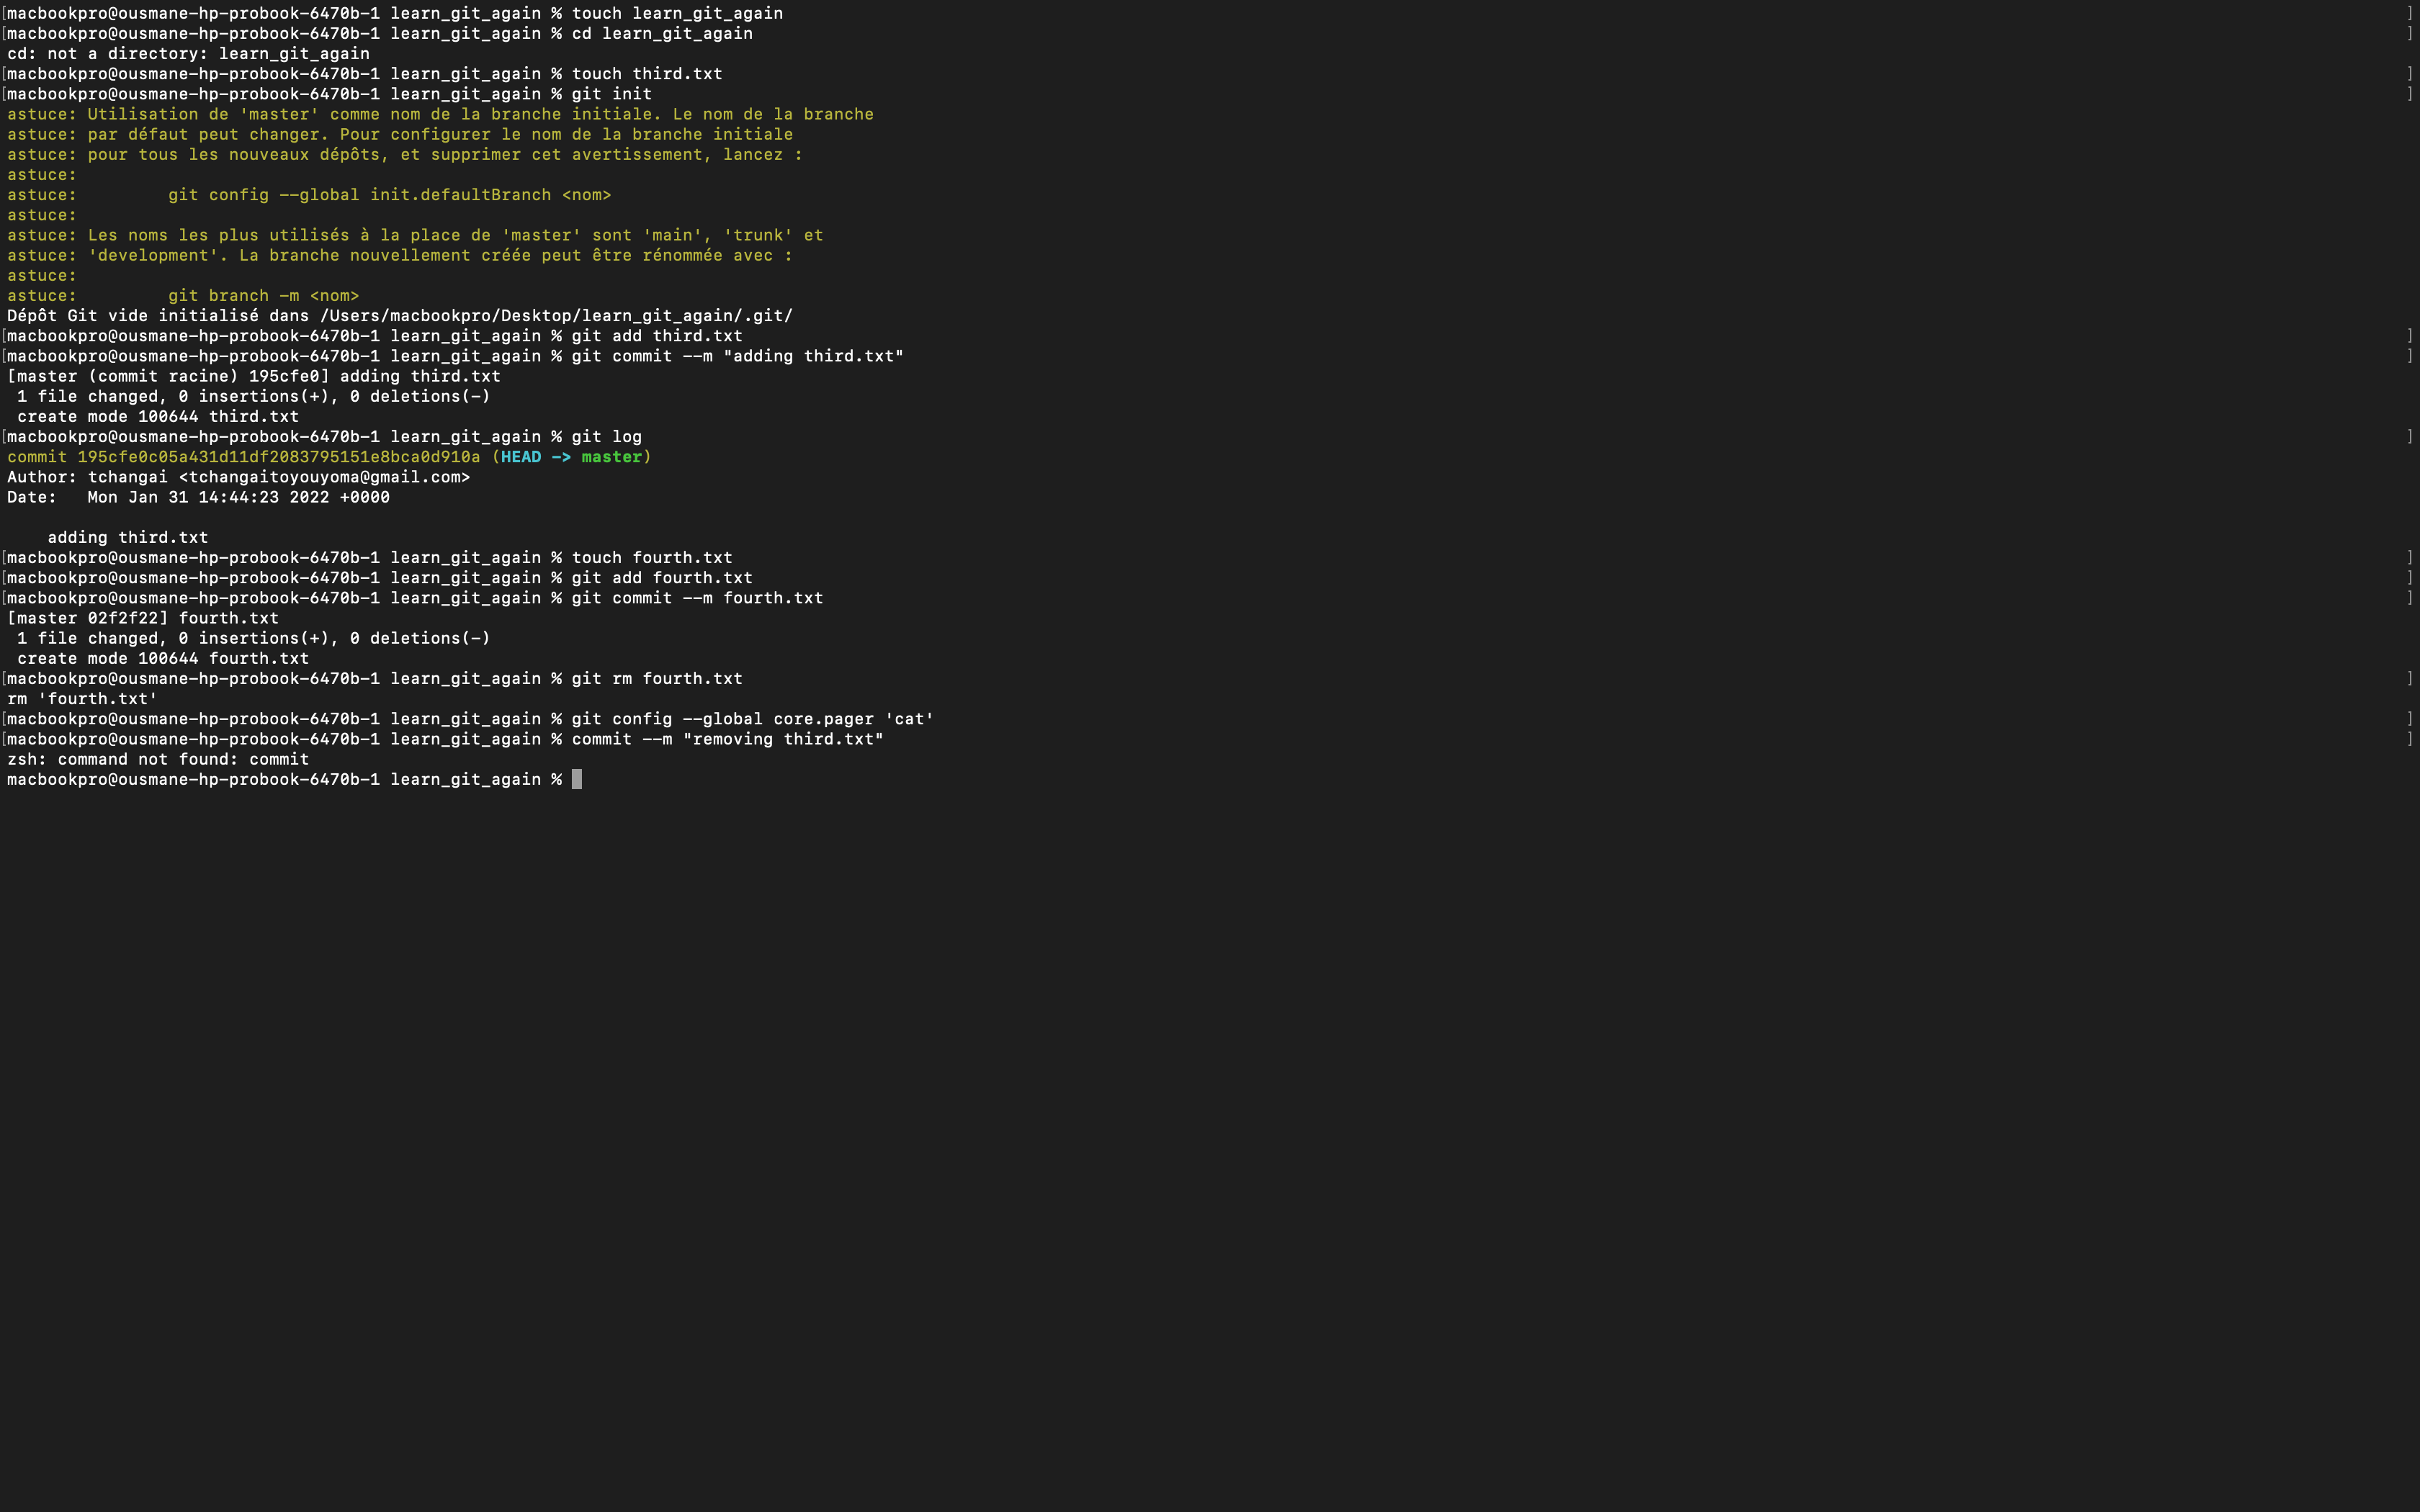 [macbookpro@ousmane-hp-probook-6470b-1 learn_git_again % touch learn_git_again ]
[macbookpro@ousmane-hp-probook-6470b-1 learn_git_again % cd learn_git_again ]
cd: not a directory: learn_git_again
[macbookpro@ousmane-hp-probook-6470b-1 learn_git_again % touch third.txt ]
[macbookpro@ousmane-hp-probook-6470b-1 learn_git_again % git init ]
astuce: Utilisation de 'master' comme nom de la branche initiale. Le nom de la branche
astuce: par défaut peut changer. Pour configurer le nom de la branche initiale
astuce: pour tous les nouveaux dépôts, et supprimer cet avertissement, lancez :
astuce:
astuce: git config --global init.defaultBranch <nom>
astuce:
astuce: Les noms les plus utilisés à la place de 'master' sont 'main', 'trunk' et
astuce: 'development'. La branche nouvellement créée peut être rénommée avec :
astuce:
astuce: git branch -m <nom>
Dépôt Git vide initialisé dans /Users/macbookpro/Desktop/learn_git_again/.git/
[macbookpro@ousmane-hp-probook-6470b-1 learn_git_again % git add third.txt ]
[macbookpro@ousmane-hp-probook-6470b-1 learn_git_again % git commit --m "adding third.txt" ]
[master (commit racine) 195cfe0] adding third.txt
1 file changed, 0 insertions(+), 0 deletions(-)
create mode 100644 third.txt
[macbookpro@ousmane-hp-probook-6470b-1 learn_git_again % git log ]
commit 195cfe0c05a431d11df2083795151e8bca0d910a (HEAD -> master)
Author: tchangai <tchangaitoyouyoma@gmail.com>
Date: Mon Jan 31 14:44:23 2022 +0000
adding third.txt
[macbookpro@ousmane-hp-probook-6470b-1 learn_git_again % touch fourth.txt ]
[macbookpro@ousmane-hp-probook-6470b-1 learn_git_again % git add fourth.txt ]
[macbookpro@ousmane-hp-probook-6470b-1 learn_git_again % git commit --m fourth.txt ]
[master 02f2f22] fourth.txt
1 file changed, 0 insertions(+), 0 deletions(-)
create mode 100644 fourth.txt
[macbookpro@ousmane-hp-probook-6470b-1 learn_git_again % git rm fourth.txt ]
rm 'fourth.txt'
[macbookpro@ousmane-hp-probook-6470b-1 learn_git_again % git config --global core.pager 'cat' ]
[macbookpro@ousmane-hp-probook-6470b-1 learn_git_again % commit --m "removing third.txt" ]
zsh: command not found: commit
macbookpro@ousmane-hp-probook-6470b-1 learn_git_again %